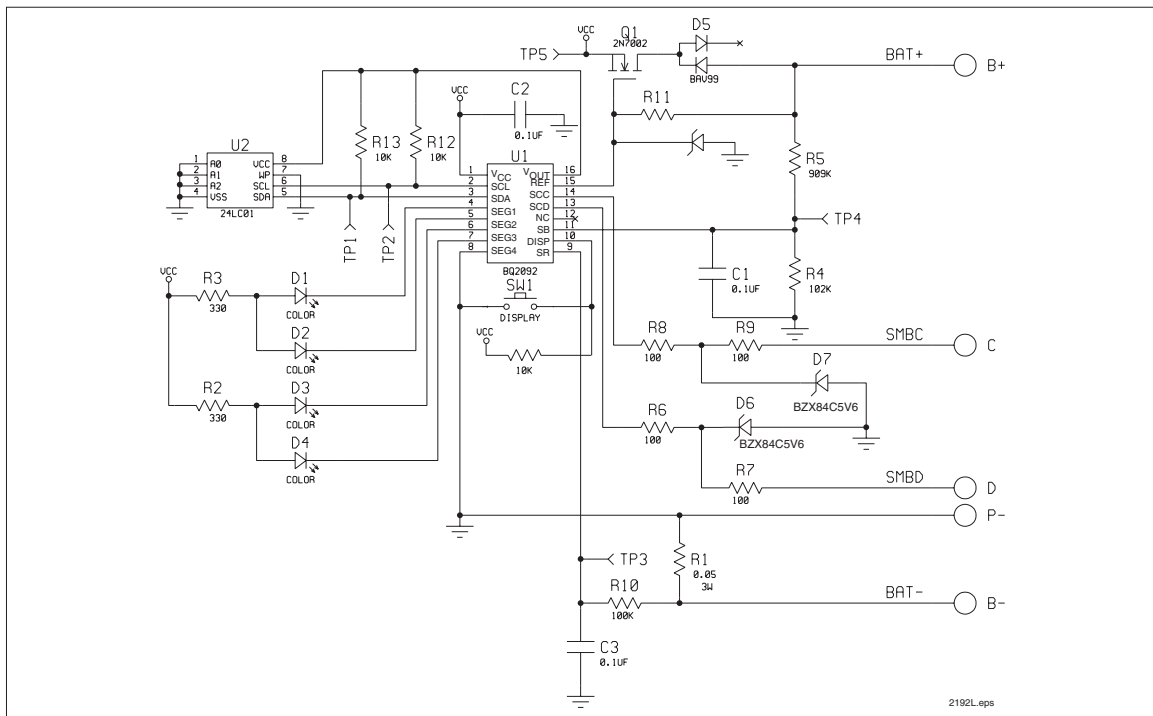 VCC
Q1
2N7002
D5
TP5
BAV99
BAT+
B+
VCC
C2
0.1UF
R11
R13
10K
R12
10K
U2
1 A0 VCC 8
2 A1 WP 7
3 A2 SCL 6
4 VSS SDA 5
24LC01
U1
1 VCC VOUT 16
2 SCL REF 15
3 SDA SCC 14
4 SEG1 SCD 13
5 SEG2 NC 12
6 SEG3 SB 11
7 SEG4 DISP 10
8 SR 9
BQ2092
R5
909K
TP4
TP1
TP2
C1
0.1UF
R4
102K
VCC
R3
330
D1
COLOR
SW1
DISPLAY
D2
COLOR
VCC
10K
R8
100
R9
100
SMBC
C
D7
BZX84C5V6
R2
330
D3
COLOR
R6
100
D6
BZX84C5V6
D4
COLOR
R7
100
SMBD
D
P-
TP3
R1
0.05
3W
R10
100K
BAT-
B-
C3
0.1UF
2192L.eps